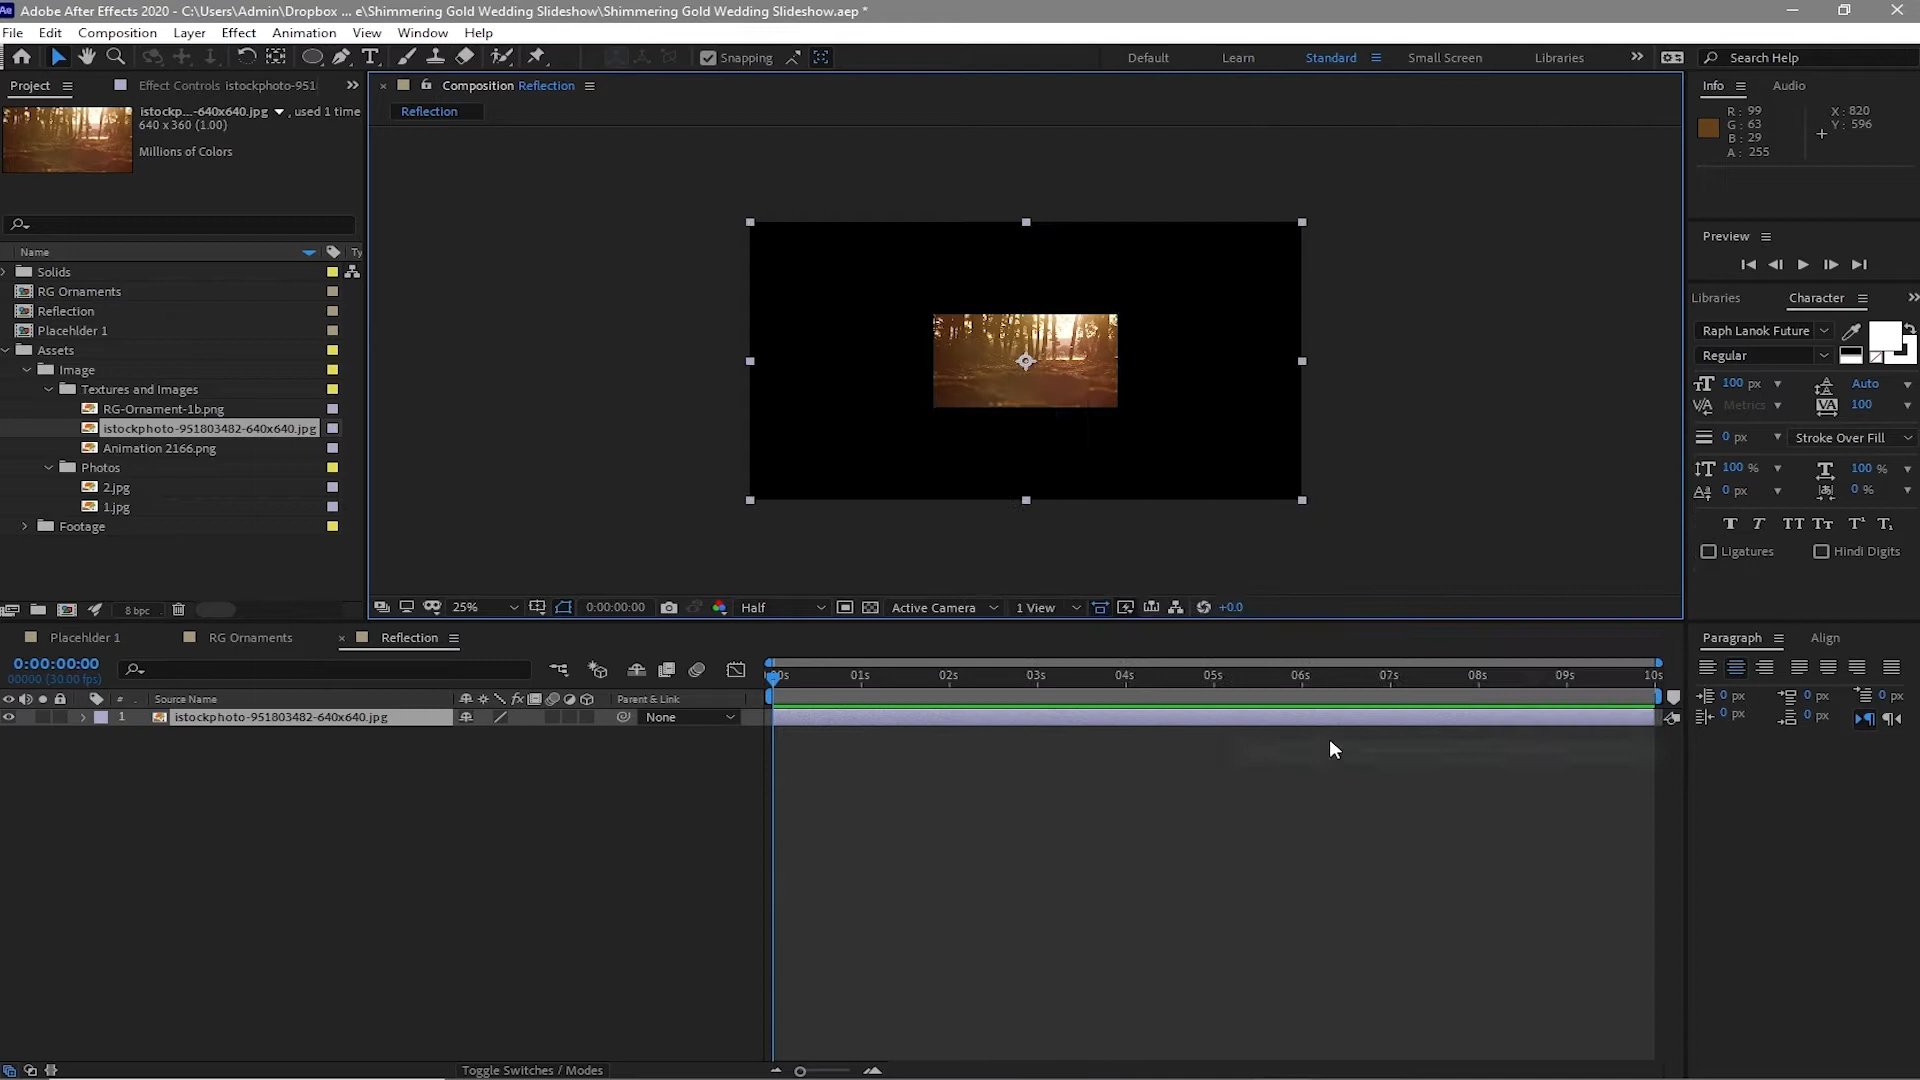 Adobe After Effects 2020 - C:\Users\Admin\Dropbox ... e\Shimmering Gold Wedding Slideshow\Shimmering Gold Wedding Slideshow.aep *
File Edit Composition Layer Effect Animation View Window Help
Snapping Default Learn Standard Small Screen Libraries Search Help
Project Effect Controls istockphoto-951 Composition Reflection Info Audio
istockp...-640x640.jpg , used 1 time
640 x 360 (1.00)
Millions of Colors
Reflection
R : 99
G : 63
B : 29
A : 255
X : 820
Y : 596
Name Ty
Solids
RG Ornaments
Reflection
Placehlder 1
Assets
Image
Textures and Images
RG-Ornament-1b.png
istockphoto-951803482-640x640.jpg
Animation 2166.png
Photos
2.jpg
1.jpg
Footage
8 bpc
25% 0:00:00:00 Half Active Camera 1 View +0.0
Preview
Libraries Character
Raph Lanok Future
Regular
100 px Auto
Metrics 100
0 px Stroke Over Fill
100 % 100 %
0 px 0 %
Ligatures Hindi Digits
Placehlder 1 RG Ornaments Reflection
0:00:00:00
00000 (30.00 fps)
# Source Name Parent & Link
1 istockphoto-951803482-640x640.jpg None
00s 01s 02s 03s 04s 05s 06s 07s 08s 09s 10s
Toggle Switches / Modes
Paragraph Align
0 px 0 px 0 px
0 px 0 px